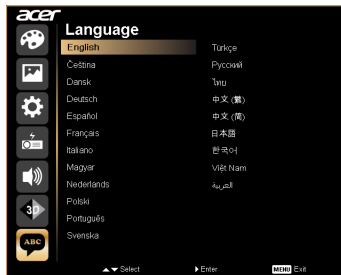 acer
Language
English
Čeština
Dansk
Deutsch
Español
Français
Italiano
Magyar
Nederlands
Polski
Português
Svenska
Türkçe
Русский
ไทย
中文 (繁)
中文 (简)
日本語
한국어
Việt Nam
العربية
3D
ABC
Select
Enter
MENU Exit